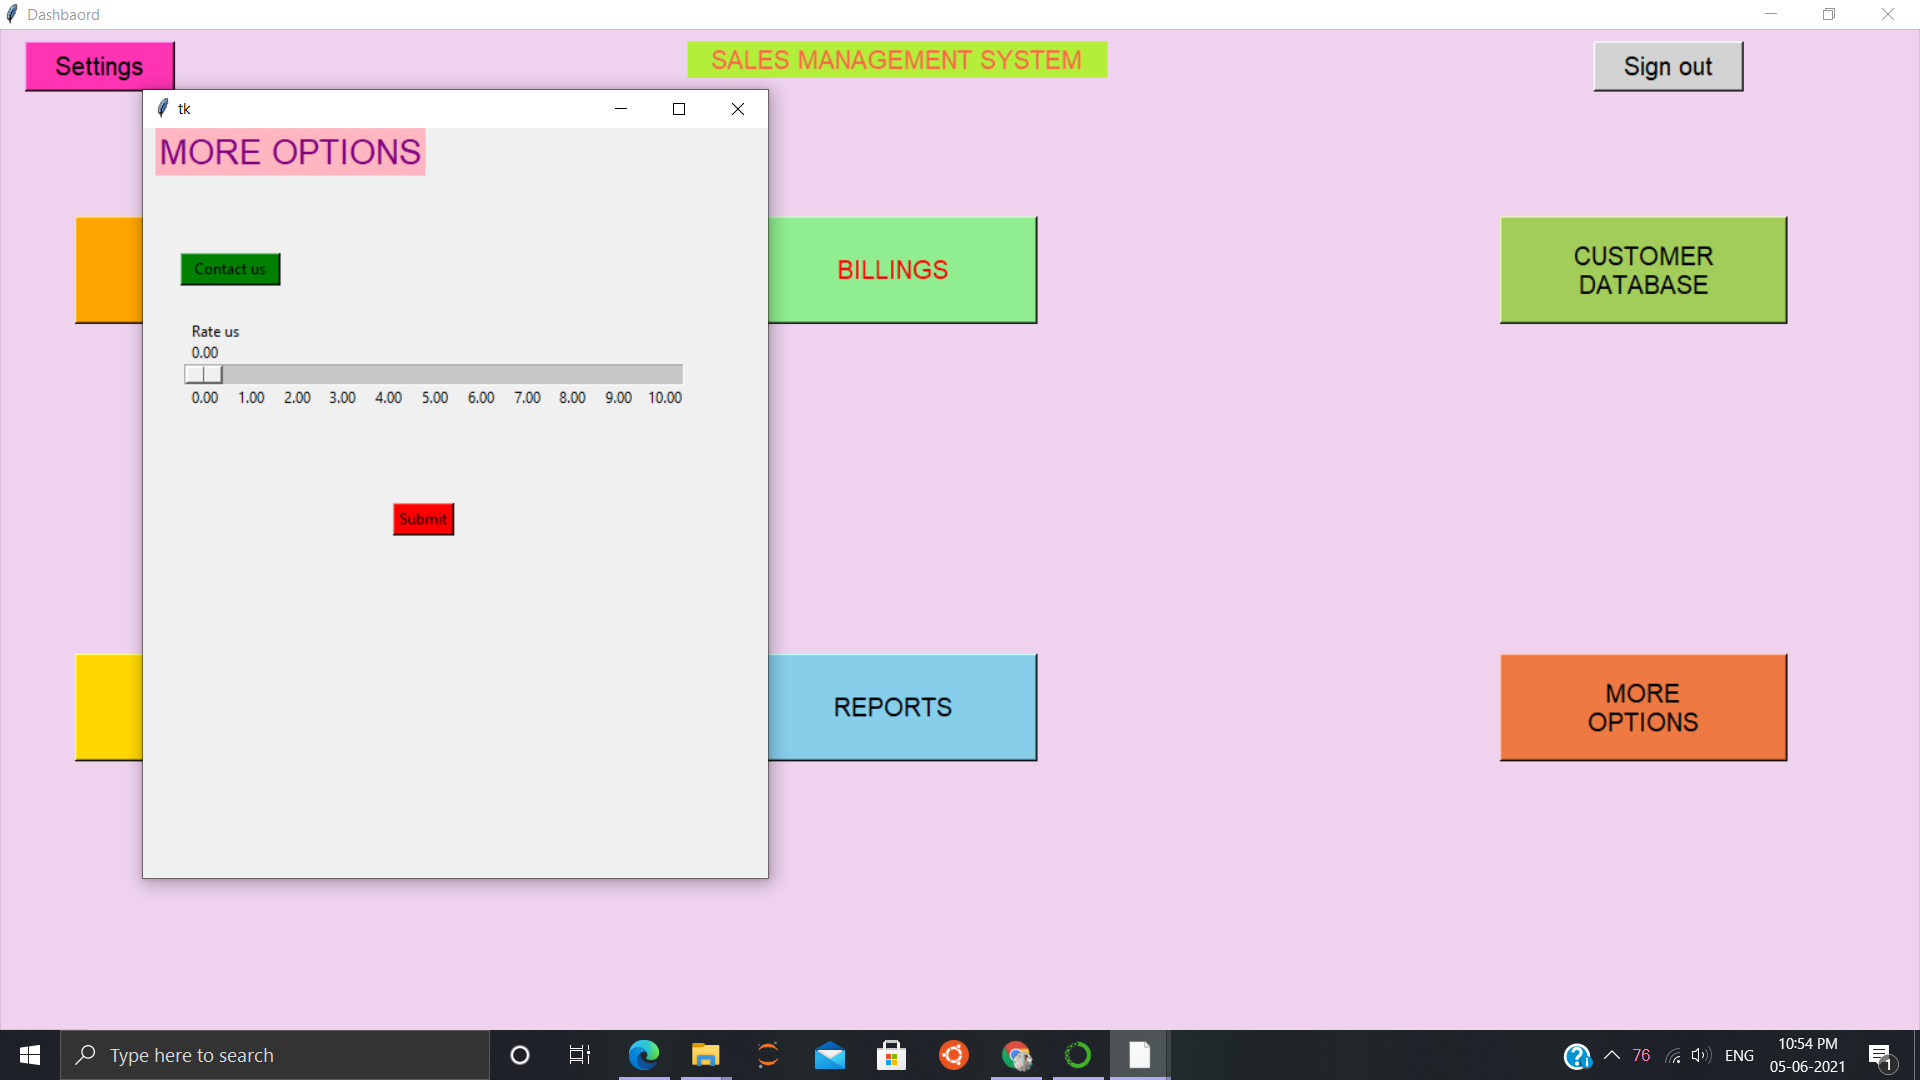 Dashbaord
Settings
SALES MANAGEMENT SYSTEM
Sign out
tk
MORE OPTIONS
Contact us
Rate us
0.00
0.00 1.00 2.00 3.00 4.00 5.00 6.00 7.00 8.00 9.00 10.00
Submit
BILLINGS
CUSTOMER
DATABASE
REPORTS
MORE
OPTIONS
Type here to search
76
ENG
10:54 PM
05-06-2021
1